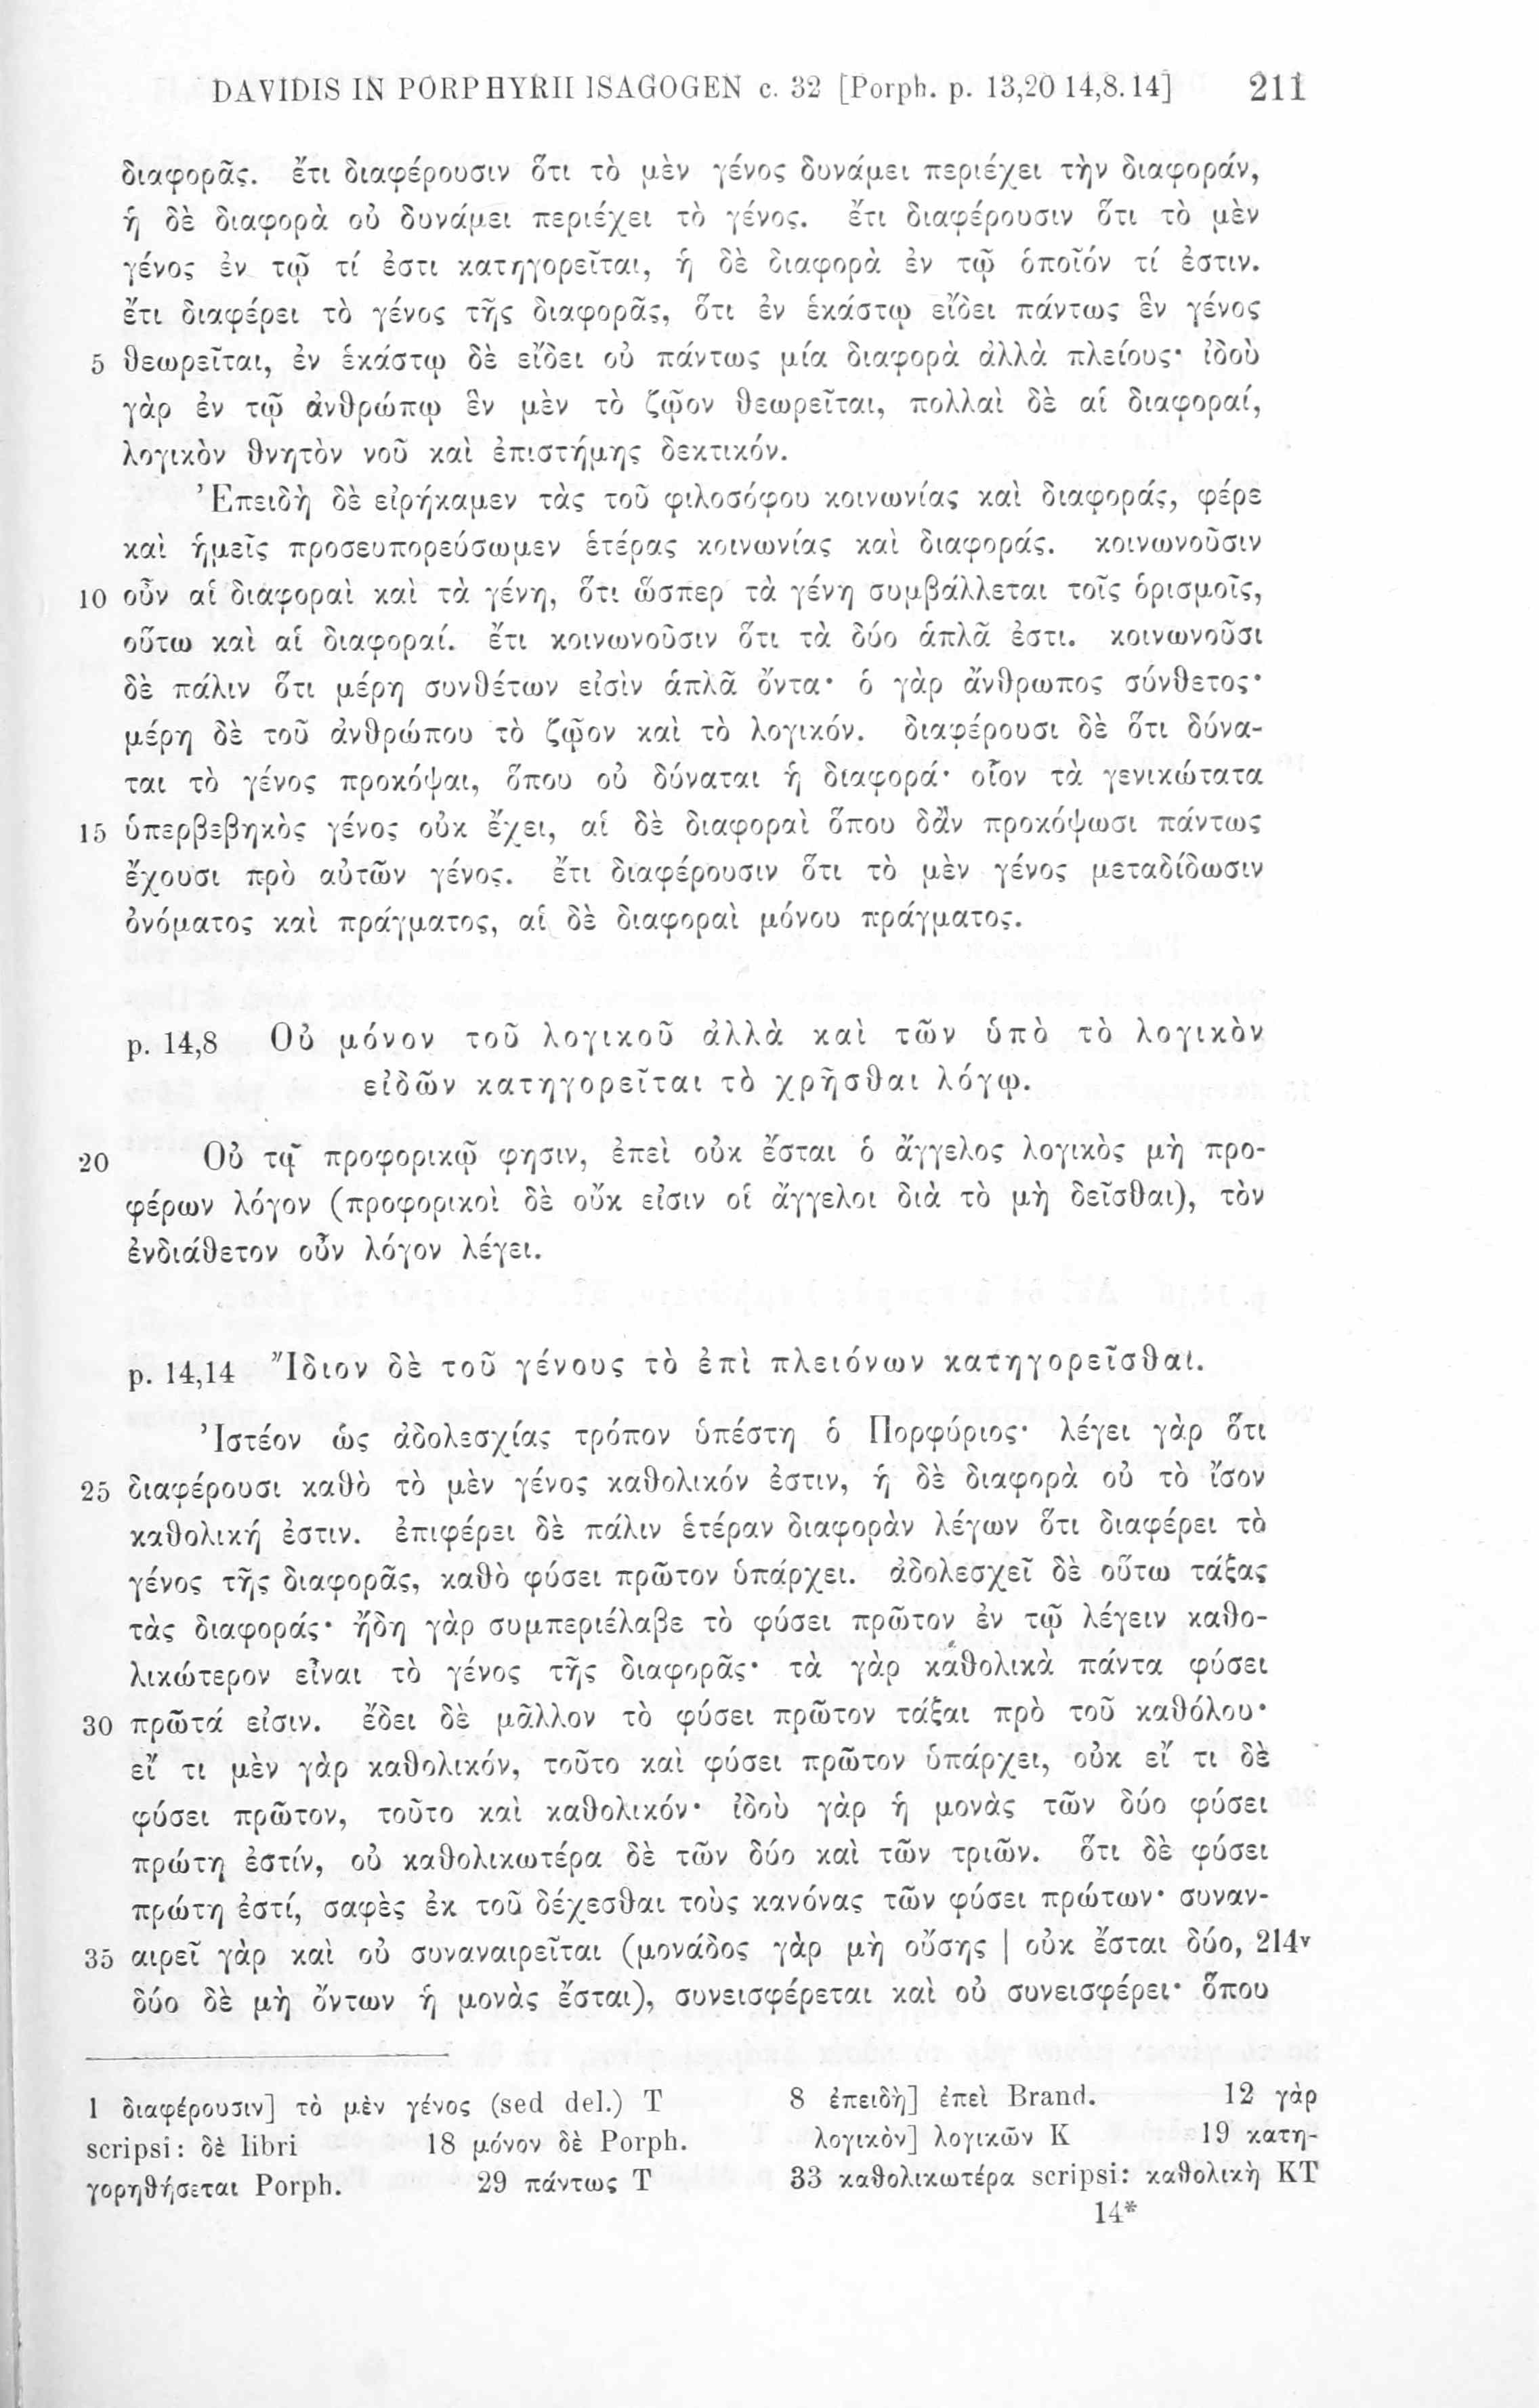 DAVIDIS IN PORPHYRII ISAGOGEN c. 32 [Porph. p. 13,20 14,8.14] 211
διαφορᾶς. ἔτι διαφέρουσιν ὅτι τὸ μὲν γένος δυνάμει περιέχει τὴν διαφοράν,
ἡ δὲ διαφορὰ οὐ δυνάμει περιέχει τὸ γένος. ἔτι διαφέρουσιν ὅτι τὸ μὲν
γένος ἐν τῷ τί ἐστι κατηγορεῖται, ἡ δὲ διαφορὰ ἐν τῷ ὁποῖόν τί ἐστιν.
ἔτι διαφέρει τὸ γένος τῆς διαφορᾶς, ὅτι ἐν ἑκάστῳ εἴδει πάντως ἓν γένος
5 θεωρεῖται, ἐν ἑκάστῳ δὲ εἴδει οὐ πάντως μία διαφορὰ ἀλλὰ πλείους· ἰδοὺ
γὰρ ἐν τῷ ἀνθρώπῳ ἓν μὲν τὸ ζῷον θεωρεῖται, πολλαὶ δὲ αἱ διαφοραί,
λογικὸν θνητὸν νοῦ καὶ ἐπιστήμης δεκτικόν.
Ἐπειδὴ δὲ εἰρήκαμεν τὰς τοῦ φιλοσόφου κοινωνίας καὶ διαφοράς, φέρε
καὶ ἡμεῖς προσευπορεύσωμεν ἑτέρας κοινωνίας καὶ διαφοράς. κοινωνοῦσιν
10 οὖν αἱ διαφοραὶ καὶ τὰ γένη, ὅτι ὥσπερ τὰ γένη συμβάλλεται τοῖς ὁρισμοῖς,
οὕτω καὶ αἱ διαφοραί. ἔτι κοινωνοῦσιν ὅτι τὰ δύο ἁπλᾶ ἐστι. κοινωνοῦσι
δὲ πάλιν ὅτι μέρη συνθέτων εἰσὶν ἁπλᾶ ὄντα· ὁ γὰρ ἄνθρωπος σύνθετος·
μέρη δὲ τοῦ ἀνθρώπου τὸ ζῷον καὶ τὸ λογικόν. διαφέρουσι δὲ ὅτι δύνα-
ται τὸ γένος προκόψαι, ὅπου οὐ δύναται ἡ διαφορά· οἷον τὰ γενικώτατα
15 ὑπερβεβηκὸς γένος οὐκ ἔχει, αἱ δὲ διαφοραὶ ὅπου δἂν προκόψωσι πάντως
ἔχουσι πρὸ αὐτῶν γένος. ἔτι διαφέρουσιν ὅτι τὸ μὲν γένος μεταδίδωσιν
ὀνόματος καὶ πράγματος, αἱ δὲ διαφοραὶ μόνου πράγματος.
p. 14,8 Οὐ μόνον τοῦ λογικοῦ ἀλλὰ καὶ τῶν ὑπὸ τὸ λογικὸν
εἰδῶν κατηγορεῖται τὸ χρῆσθαι λόγῳ.
20 Οὐ τῷ προφορικῷ φησιν, ἐπεὶ οὐκ ἔσται ὁ ἄγγελος λογικὸς μὴ προ-
φέρων λόγον (προφορικοὶ δὲ οὔκ εἰσιν οἱ ἄγγελοι διὰ τὸ μὴ δεῖσθαι), τὸν
ἐνδιάθετον οὖν λόγον λέγει.
p. 14,14 Ἴδιον δὲ τοῦ γένους τὸ ἐπὶ πλειόνων κατηγορεῖσθαι.
Ἰστέον ὡς ἀδολεσχίας τρόπον ὑπέστη ὁ Πορφύριος· λέγει γὰρ ὅτι
25 διαφέρουσι καθὸ τὸ μὲν γένος καθολικόν ἐστιν, ἡ δὲ διαφορὰ οὐ τὸ ἴσον
καθολική ἐστιν. ἐπιφέρει δὲ πάλιν ἑτέραν διαφορὰν λέγων ὅτι διαφέρει τὸ
γένος τῆς διαφορᾶς, καθὸ φύσει πρῶτον ὑπάρχει. ἀδολεσχεῖ δὲ οὕτω τάξας
τὰς διαφοράς· ἤδη γὰρ συμπεριέλαβε τὸ φύσει πρῶτον ἐν τῷ λέγειν καθο-
λικώτερον εἶναι τὸ γένος τῆς διαφορᾶς· τὰ γὰρ καθολικὰ πάντα φύσει
30 πρῶτά εἰσιν. ἔδει δὲ μᾶλλον τὸ φύσει πρῶτον τάξαι πρὸ τοῦ καθόλου·
εἴ τι μὲν γὰρ καθολικόν, τοῦτο καὶ φύσει πρῶτον ὑπάρχει, οὐκ εἴ τι δὲ
φύσει πρῶτον, τοῦτο καὶ καθολικόν· ἰδοὺ γὰρ ἡ μονὰς τῶν δύο φύσει
πρώτη ἐστίν, οὐ καθολικωτέρα δὲ τῶν δύο καὶ τῶν τριῶν. ὅτι δὲ φύσει
πρώτη ἐστί, σαφὲς ἐκ τοῦ δέχεσθαι τοὺς κανόνας τῶν φύσει πρώτων· συναν-
35 αιρεῖ γὰρ καὶ οὐ συναναιρεῖται (μονάδος γὰρ μὴ οὔσης | οὐκ ἔσται δύο, 214v
δύο δὲ μὴ ὄντων ἡ μονὰς ἔσται), συνεισφέρεται καὶ οὐ συνεισφέρει· ὅπου
1 διαφέρουσιν] τὸ μὲν γένος (sed del.) T 8 ἐπειδὴ] ἐπεὶ Brand. 12 γὰρ
scripsi: δὲ libri 18 μόνον δὲ Porph. λογικὸν] λογικῶν K 19 κατη-
γορηθήσεται Porph. 29 πάντως T 33 καθολικωτέρα scripsi: καθολικὴ KT
14*